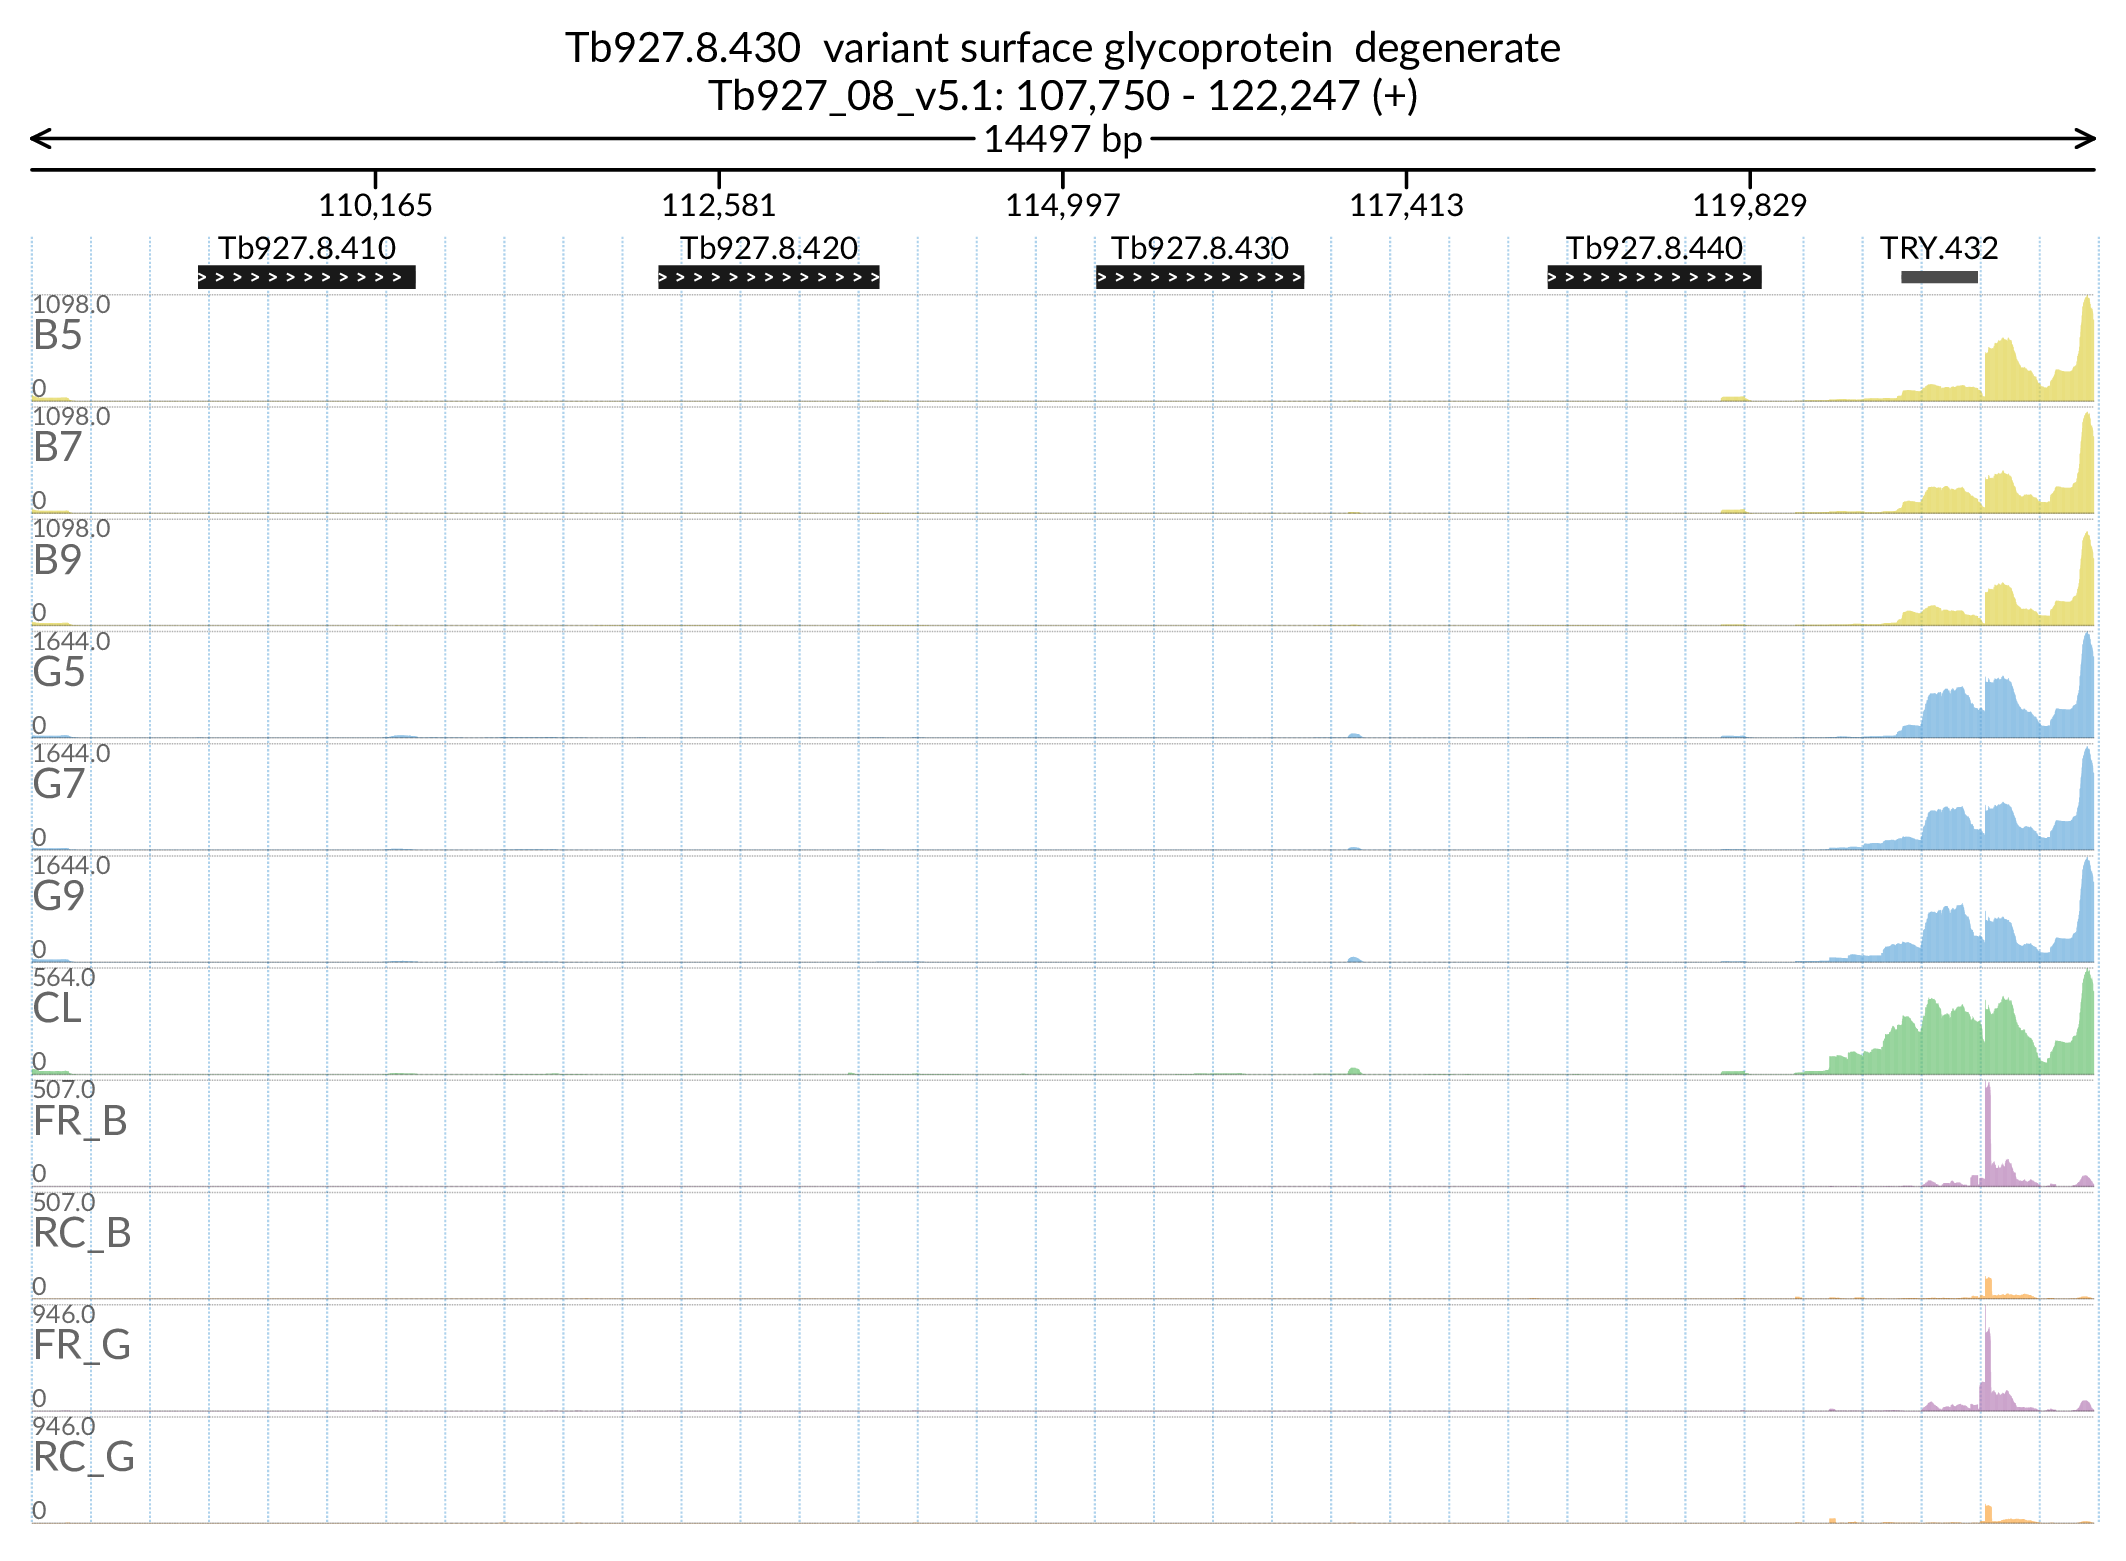 Tb927.8.430 variant surface glycoprotein degenerate
Tb927_08_v5.1: 107,750 - 122,247 (+)
14497 bp
110,165 112,581 114,997 117,413 119,829
Tb927.8.410 Tb927.8.420 Tb927.8.430 Tb927.8.440 TRY.432
1098.0
B5
0
1098.0
B7
0
1098.0
B9
0
1644.0
G5
0
1644.0
G7
0
1644.0
G9
0
564.0
CL
0
507.0
FR_B
0
507.0
RC_B
0
946.0
FR_G
0
946.0
RC_G
0